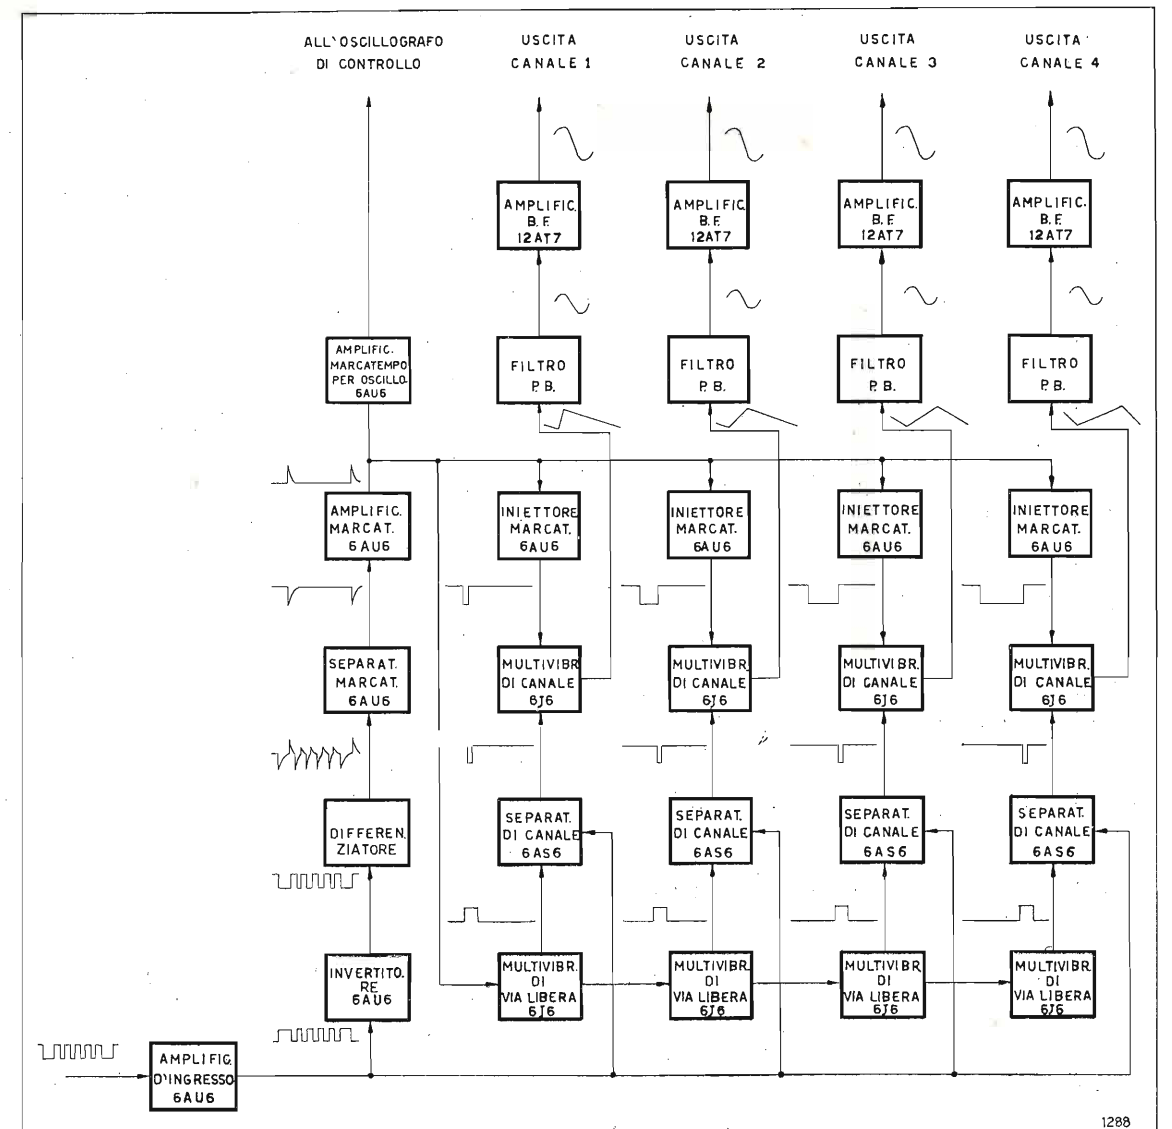 ALL'OSCILLOGRAFO
DI CONTROLLO
USCITA
CANALE 1
USCITA
CANALE 2
USCITA
CANALE 3
USCITA
CANALE 4
AMPLIFIC.
B.F.
12AT7
AMPLIFIC.
B.F.
12AT7
AMPLIFIC.
B.F.
12AT7
AMPLIFIC.
B.F.
12AT7
AMPLIFIC.
MARCATEMPO
PER OSCILLO.
6AU6
FILTRO
P.B.
FILTRO
P.B.
FILTRO
P.B.
FILTRO
P.B.
AMPLIFIC.
MARCAT.
6AU6
INIETTORE
MARCAT.
6AU6
INIETTORE
MARCAT.
6AU6
INIETTORE
MARCAT.
6AU6
INIETTORE
MARCAT.
6AU6
SEPARAT.
MARCAT.
6AU6
MULTIVIBR.
DI CANALE
6J6
MULTIVIBR.
DI CANALE
6J6
MULTIVIBR.
DI CANALE
6J6
MULTIVIBR.
DI CANALE
6J6
DIFFEREN.
ZIATORE
SEPARAT.
DI CANALE
6AS6
SEPARAT.
DI CANALE
6AS6
SEPARAT.
DI CANALE
6AS6
SEPARAT.
DI CANALE
6AS6
INVERTITO.
RE
6AU6
MULTIVIBR.
DI
VIA LIBERA
6J6
MULTIVIBR.
DI
VIA LIBERA
6J6
MULTIVIBR.
DI
VIA LIBERA
6J6
MULTIVIBR.
DI
VIA LIBERA
6J6
AMPLIFIC.
D'INGRESSO
6AU6
1288